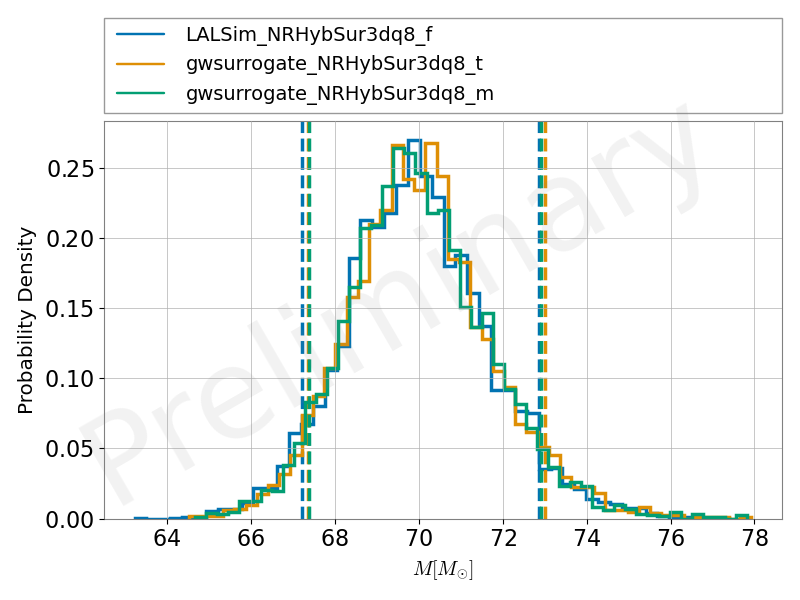 LALSim_NRHybSur3dq8_f
gwsurrogate_NRHybSur3dq8_t
gwsurrogate_NRHybSur3dq8_m
Preliminary
Probability Density
0.25
0.20
0.15
0.10
0.05
0.00
64 66 68 70 72 74 76 78
M[M⊙]